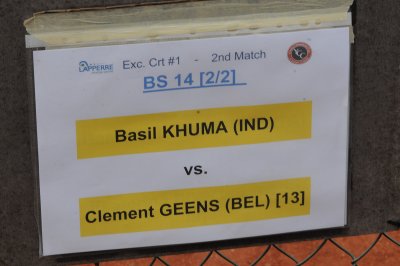 LAPPERRE Exc. Crt #1 - 2nd Match
BS 14 [2/2]
Basil KHUMA (IND)
vs.
Clement GEENS (BEL) [13]